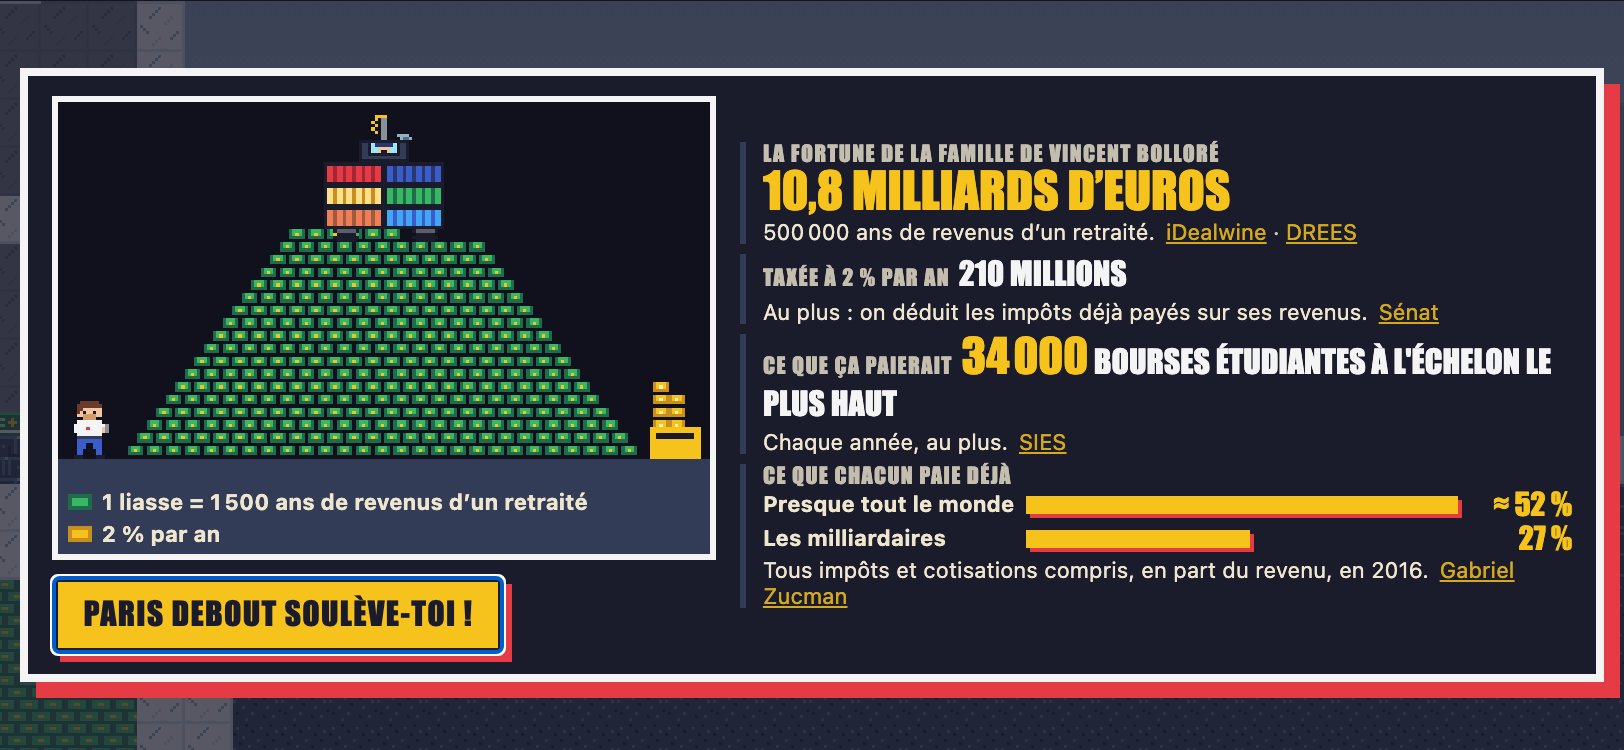 LA FORTUNE DE LA FAMILLE DE VINCENT BOLLORÉ
10,8 MILLIARDS D’EUROS
500 000 ans de revenus d’un retraité. iDealwine · DREES
TAXÉE À 2 % PAR AN 210 MILLIONS
Au plus : on déduit les impôts déjà payés sur ses revenus. Sénat
CE QUE ÇA PAIERAIT 34 000 BOURSES ÉTUDIANTES À L'ÉCHELON LE
PLUS HAUT
Chaque année, au plus. SIES
CE QUE CHACUN PAIE DÉJÀ
Presque tout le monde ≈ 52 %
Les milliardaires 27 %
Tous impôts et cotisations compris, en part du revenu, en 2016. Gabriel
Zucman
1 liasse = 1 500 ans de revenus d’un retraité
2 % par an
PARIS DEBOUT SOULÈVE-TOI !